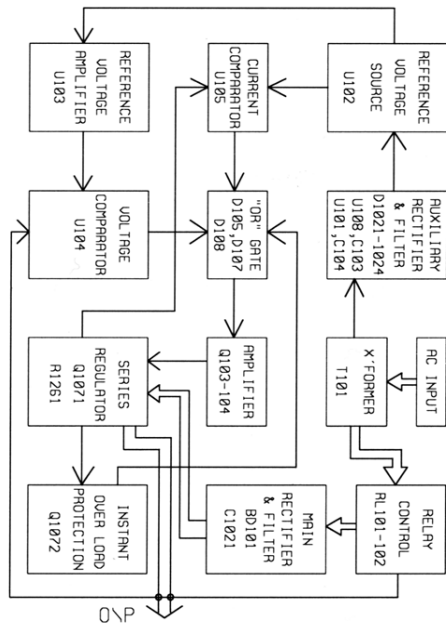 AC INPUT
X'FORMER
T101
RELAY
CONTROL
RL101-102
AUXILIARY
RECTIFIER
& FILTER
D1021-1024
U108,C103
U101,C104
MAIN
RECTIFIER
& FILTER
BD101
C1021
REFERENCE
VOLTAGE
SOURCE
U102
CURRENT
COMPARATOR
U105
"OR" GATE
D105,D107
D108
AMPLIFIER
Q103-104
REFERENCE
VOLTAGE
AMPLIFIER
U103
VOLTAGE
COMPARATOR
U104
SERIES
REGULATOR
Q1071
R1261
INSTANT
OVER LOAD
PROTECTION
Q1072
O\P